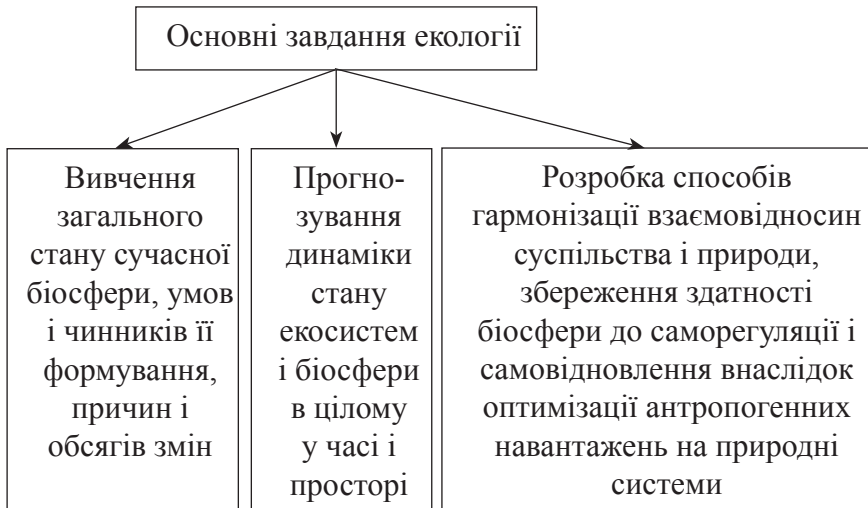 Основні завдання екології
Вивчення
загального
стану сучасної
біосфери, умов
і чинників її
формування,
причин і
обсягів змін
Прогно-
зування
динаміки
стану
екосистем
і біосфери
в цілому
у часі і
просторі
Розробка способів
гармонізації взаємовідносин
суспільства і природи,
збереження здатності
біосфери до саморегуляції і
самовідновлення внаслідок
оптимізації антропогенних
навантажень на природні
системи